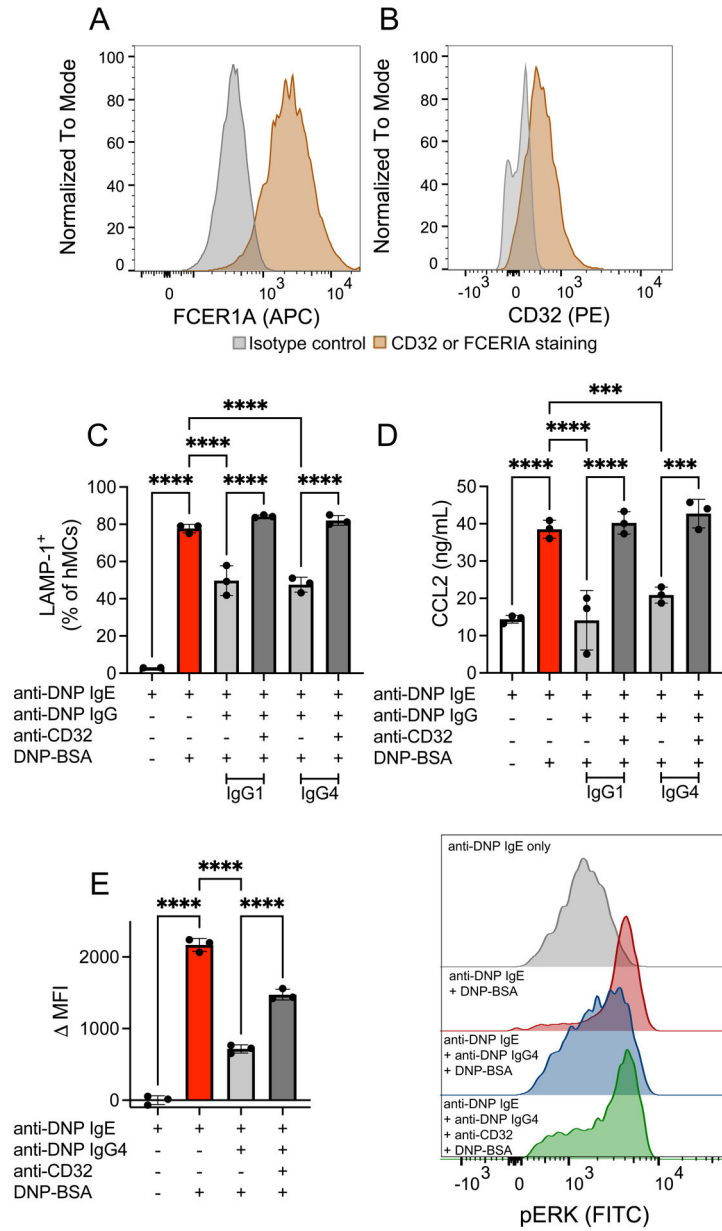 A
B
Normalized To Mode
100
80
60
40
20
0
0
10³
10⁴
FCER1A (APC)
Normalized To Mode
100
80
60
40
20
0
-10³
0
10³
10⁴
CD32 (PE)
Isotype control
CD32 or FCERIA staining
C
LAMP-1⁺
(% of hMCs)
100
80
60
40
20
0
****
****
****
****
****
anti-DNP IgE + + + + + +
anti-DNP IgG - - + + + +
anti-CD32 - - - + - +
DNP-BSA - + + + + +
IgG1
IgG4
D
CCL2 (ng/mL)
60
50
40
30
20
10
0
***
****
****
****
***
anti-DNP IgE + + + + + +
anti-DNP IgG - - + + + +
anti-CD32 - - - + - +
DNP-BSA - + + + + +
IgG1
IgG4
E
Δ MFI
2000
1000
0
****
****
****
anti-DNP IgE + + + +
anti-DNP IgG4 - - + +
anti-CD32 - - - +
DNP-BSA - + + +
anti-DNP IgE only
anti-DNP IgE
+ DNP-BSA
anti-DNP IgE
+ anti-DNP IgG4
+ DNP-BSA
anti-DNP IgE
+ anti-DNP IgG4
+ anti-CD32
+ DNP-BSA
-10³
0
10³
10⁴
pERK (FITC)